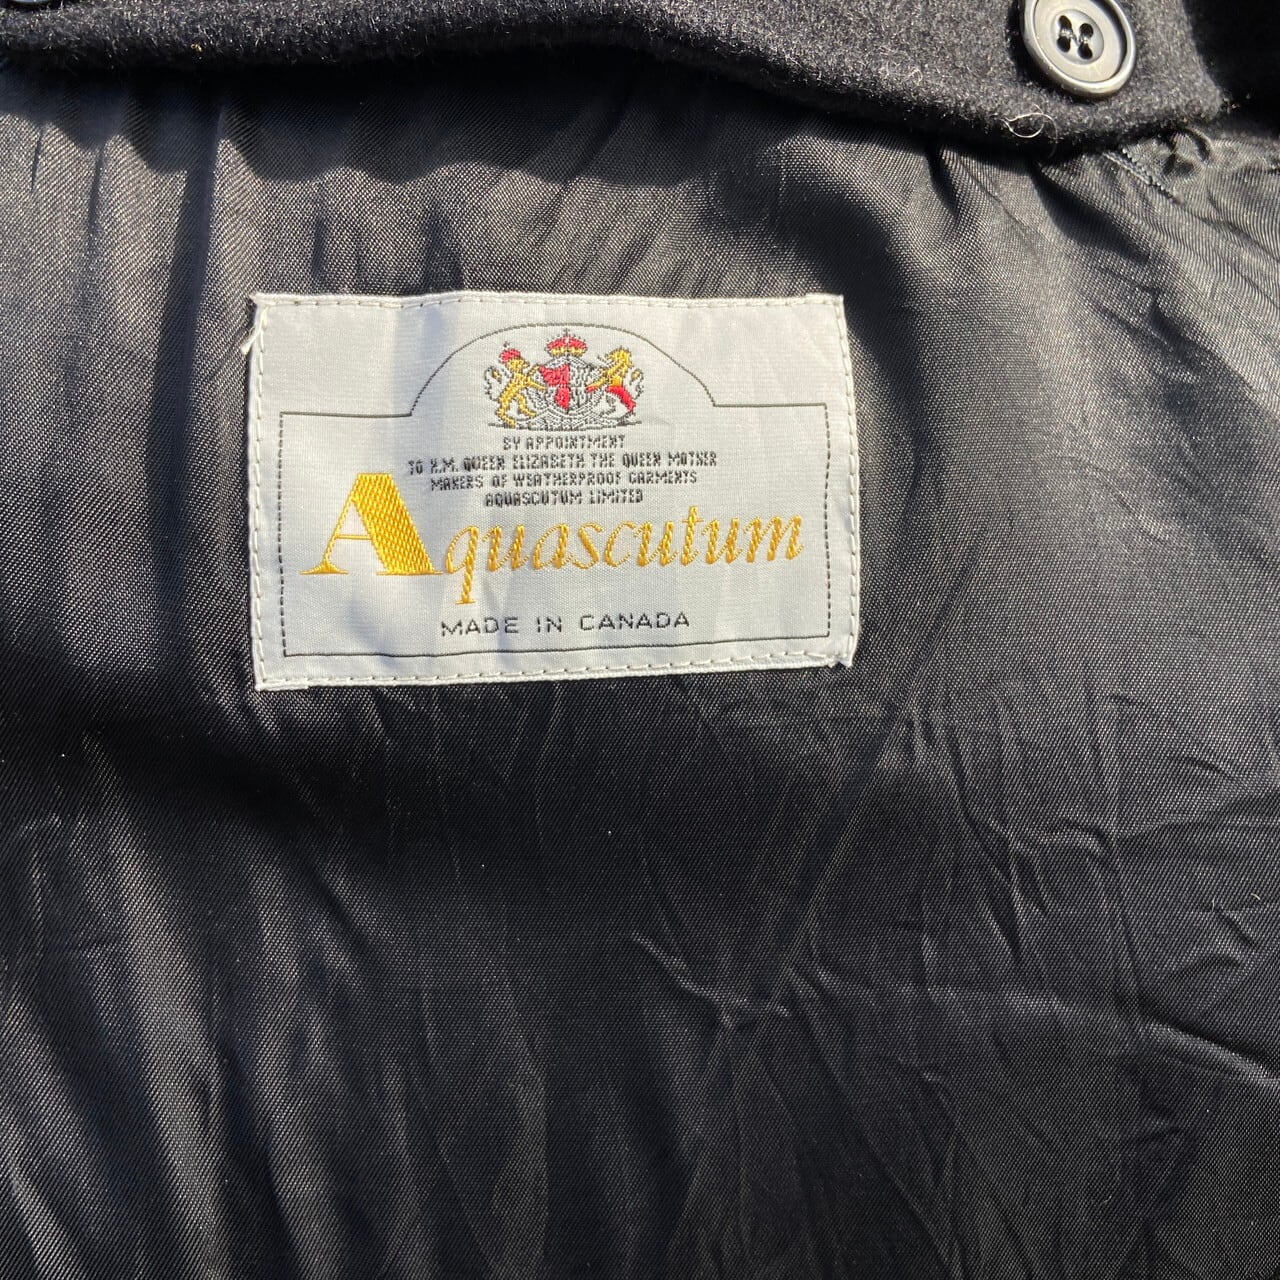 BY APPOINTMENT
TO H.M. QUEEN ELIZABETH THE QUEEN MOTHER
MAKERS OF WEATHERPROOF GARMENTS
AQUASCUTUM LIMITED
Aquascutum
MADE IN CANADA